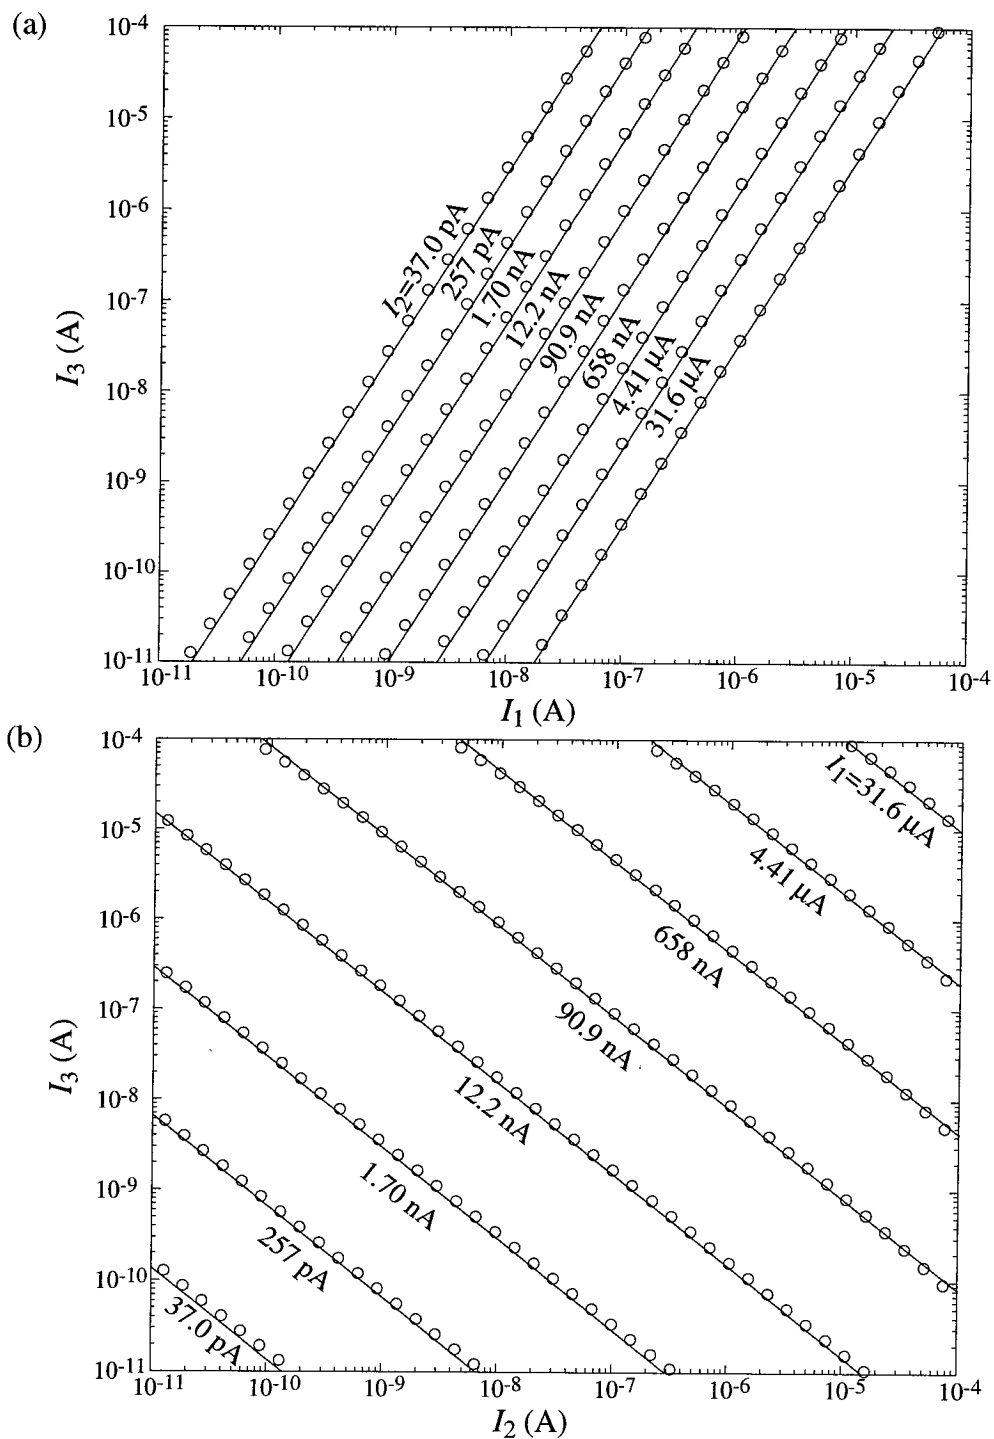 (a)
10-4
10-5
10-6
10-7
10-8
10-9
10-10
10-11
I3 (A)
I2=37.0 pA
257 pA
1.70 nA
12.2 nA
90.9 nA
658 nA
4.41 μA
31.6 μA
10-11 10-10 10-9 10-8 10-7 10-6 10-5 10-4
I1 (A)
(b)
10-4
10-5
10-6
10-7
10-8
10-9
10-10
10-11
I3 (A)
I1=31.6 μA
4.41 μA
658 nA
90.9 nA
12.2 nA
1.70 nA
257 pA
37.0 pA
10-11 10-10 10-9 10-8 10-7 10-6 10-5 10-4
I2 (A)